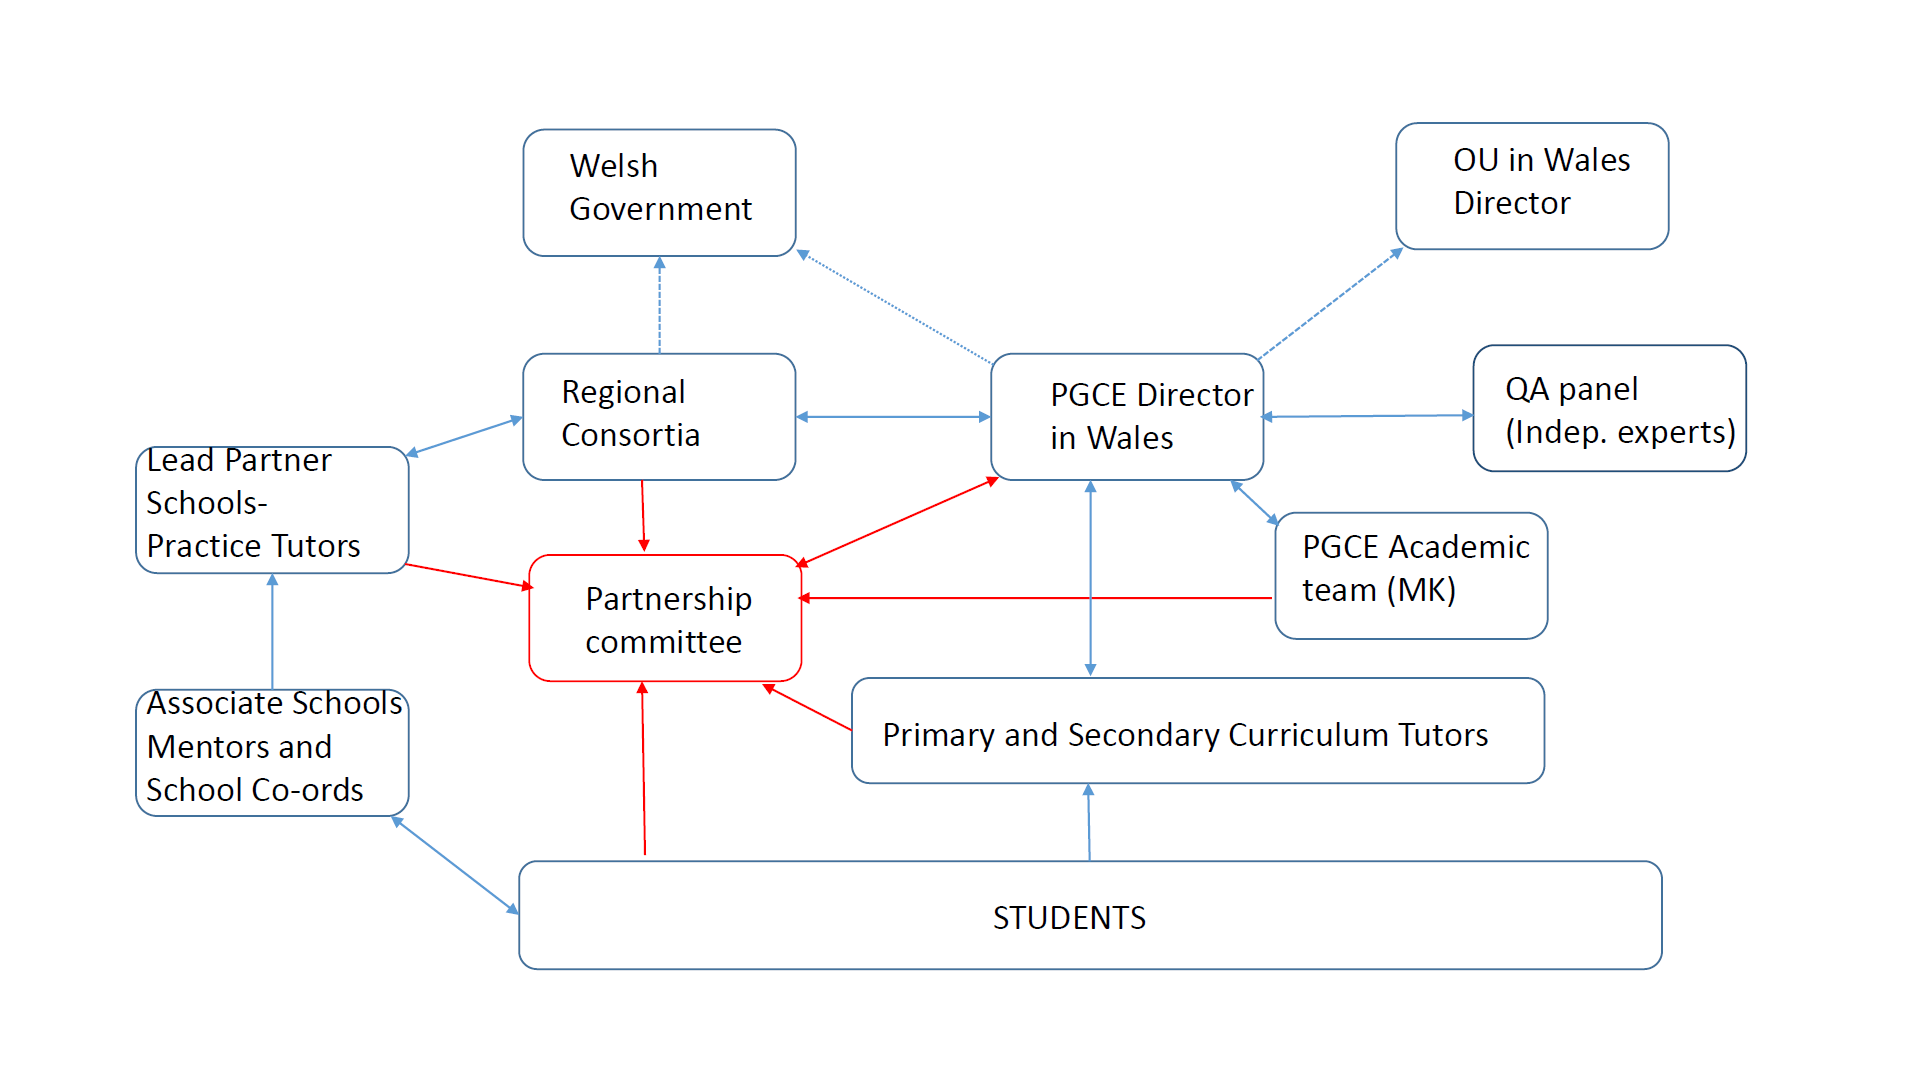 Welsh
Government
OU in Wales
Director
Regional
Consortia
PGCE Director
in Wales
QA panel
(Indep. experts)
Lead Partner
Schools-
Practice Tutors
PGCE Academic
team (MK)
Partnership
committee
Associate Schools
Mentors and
School Co-ords
Primary and Secondary Curriculum Tutors
STUDENTS